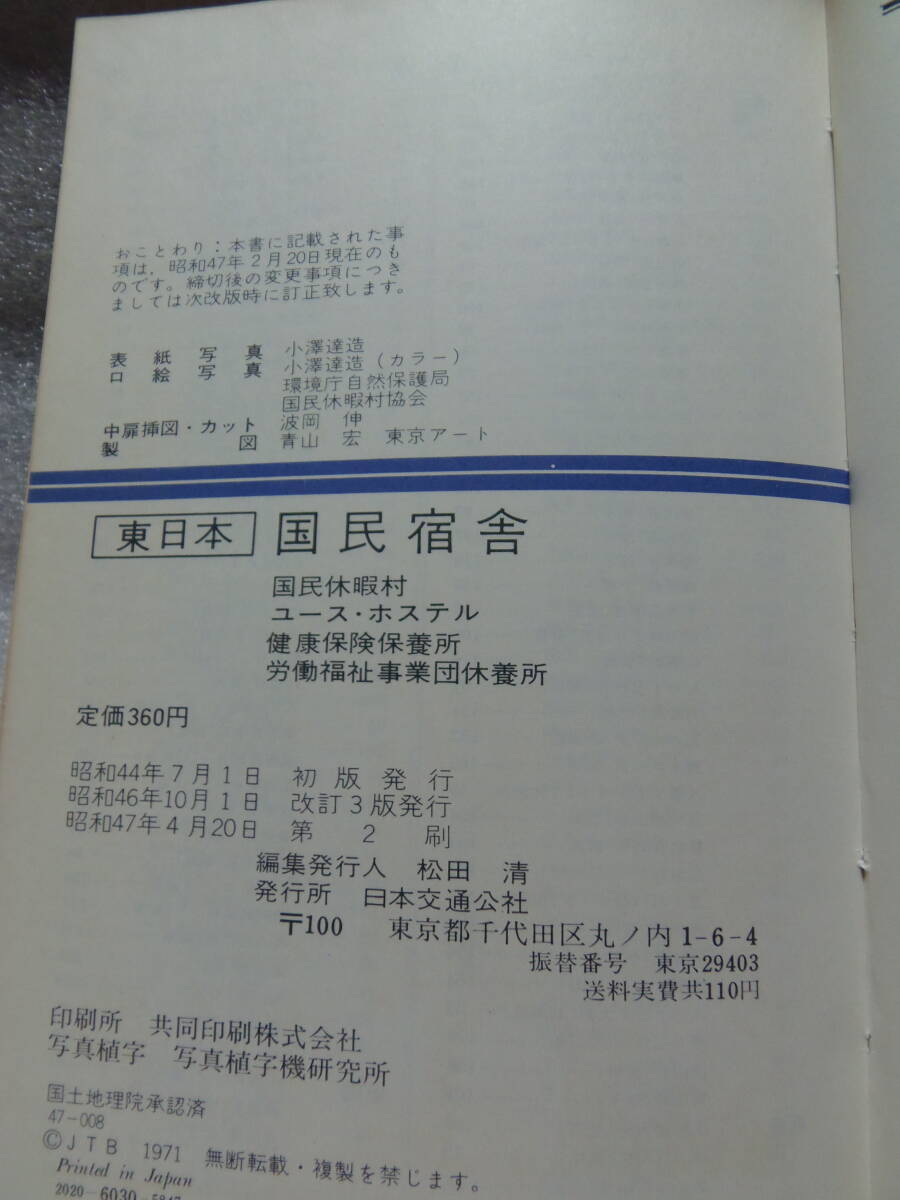 おことわり：本書に記載された事
項は，昭和47年2月20日現在のも
のです。締切後の変更事項につき
ましては次改版時に訂正致します。
表紙写真 小澤達造
口絵写真 小澤達造（カラー）
環境庁自然保護局
国民休暇村協会
中扉挿図・カット 波岡 伸
製図 青山 宏 東京アート
東日本 国民宿舎
国民休暇村
ユース・ホステル
健康保険保養所
労働福祉事業団休養所
定価360円
昭和44年7月1日 初版発行
昭和46年10月1日 改訂3版発行
昭和47年4月20日 第2刷
編集発行人 松田 清
発行所 日本交通公社
〒100 東京都千代田区丸ノ内1-6-4
振替番号 東京29403
送料実費共110円
印刷所 共同印刷株式会社
写真植字 写真植字機研究所
国土地理院承認済
47-008
©JTB 1971 無断転載・複製を禁じます。
Printed in Japan
2020-6030-5847